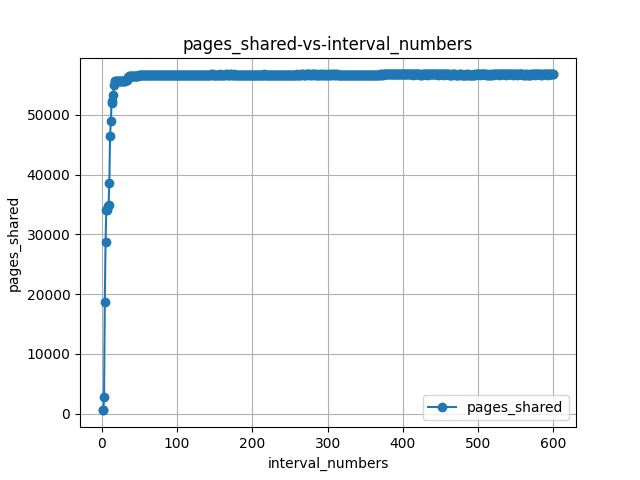 pages_shared-vs-interval_numbers
50000
40000
30000
20000
10000
0
pages_shared
pages_shared
0 100 200 300 400 500 600
interval_numbers